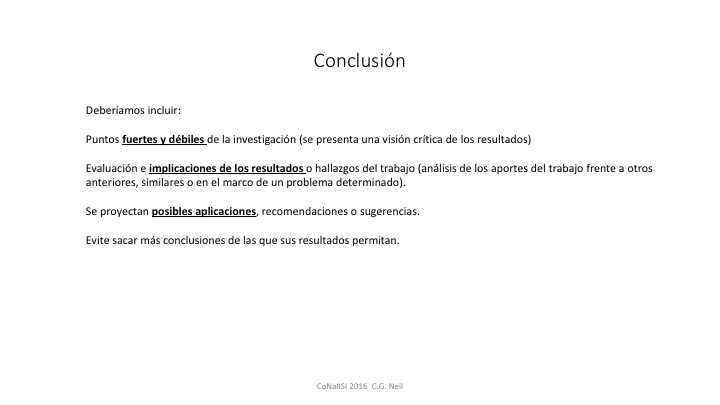 Conclusión
Deberíamos incluir:
Puntos fuertes y débiles de la investigación (se presenta una visión crítica de los resultados)
Evaluación e implicaciones de los resultados o hallazgos del trabajo (análisis de los aportes del trabajo frente a otros
anteriores, similares o en el marco de un problema determinado).
Se proyectan posibles aplicaciones, recomendaciones o sugerencias.
Evite sacar más conclusiones de las que sus resultados permitan.
CoNaIISI 2016 C.G. Neil